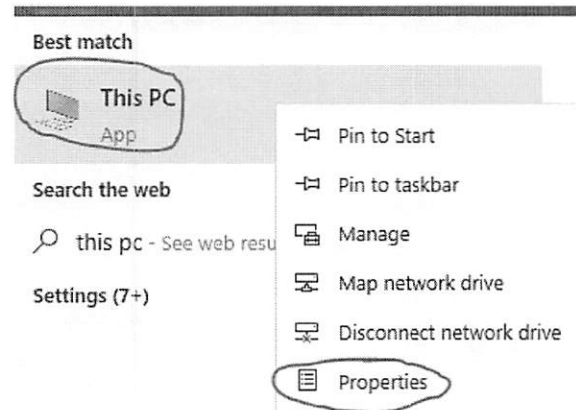 Best match
This PC
App
Search the web
this pc - See web resu
Settings (7+)
Pin to Start
Pin to taskbar
Manage
Map network drive
Disconnect network drive
Properties